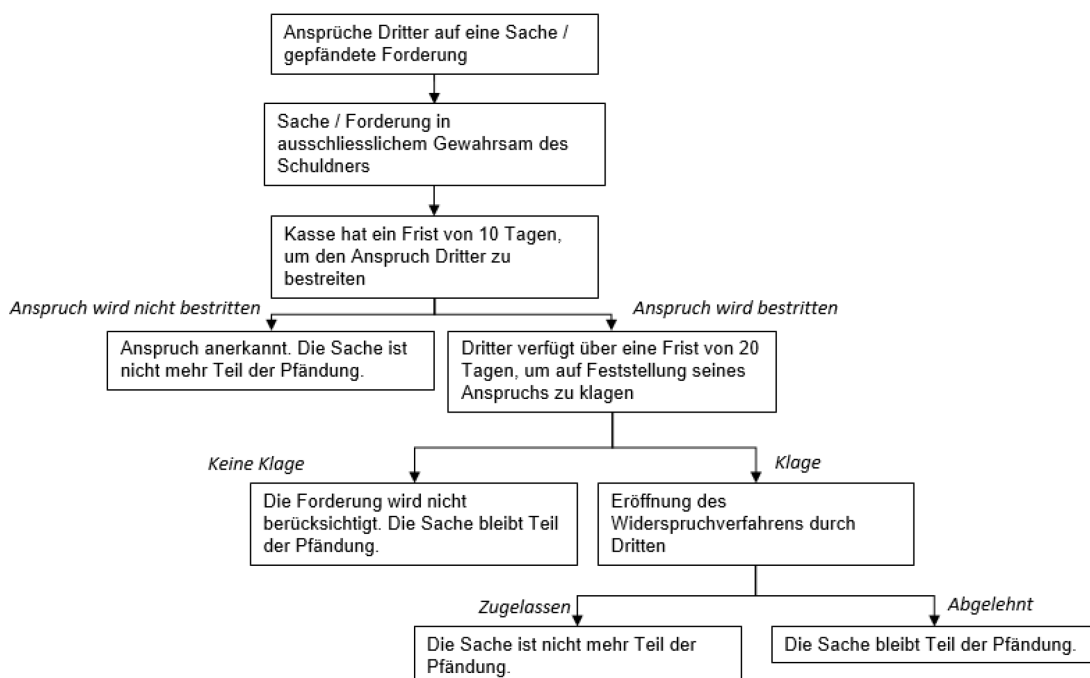 Ansprüche Dritter auf eine Sache /
gepfändete Forderung
Sache / Forderung in
ausschliesslichem Gewahrsam des
Schuldners
Kasse hat ein Frist von 10 Tagen,
um den Anspruch Dritter zu
bestreiten
Anspruch wird nicht bestritten
Anspruch wird bestritten
Anspruch anerkannt. Die Sache ist
nicht mehr Teil der Pfändung.
Dritter verfügt über eine Frist von 20
Tagen, um auf Feststellung seines
Anspruchs zu klagen
Keine Klage
Klage
Die Forderung wird nicht
berücksichtigt. Die Sache bleibt Teil
der Pfändung.
Eröffnung des
Widerspruchverfahrens durch
Dritten
Zugelassen
Abgelehnt
Die Sache ist nicht mehr Teil der
Pfändung.
Die Sache bleibt Teil der Pfändung.